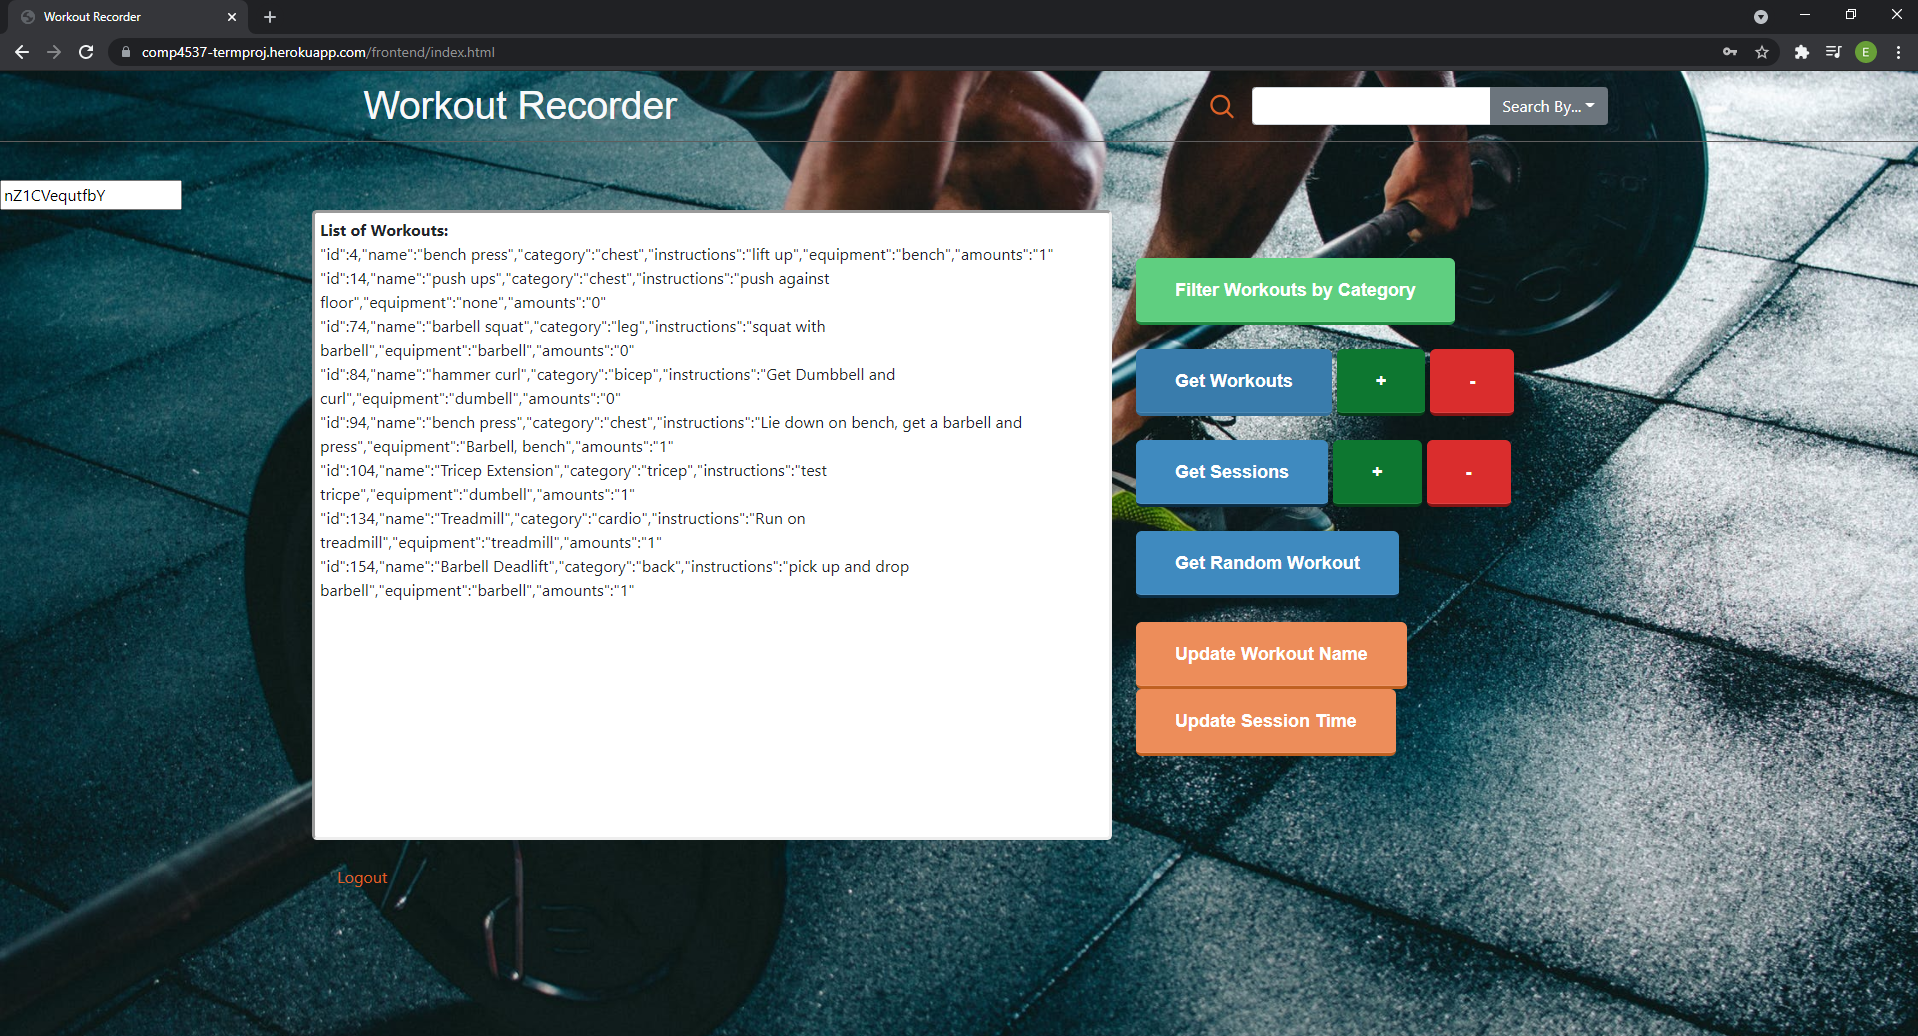 Workout Recorder
comp4537-termproj.herokuapp.com/frontend/index.html
E
Workout Recorder
Search By...
nZ1CVequtfbY
List of Workouts:
"id":4,"name":"bench press","category":"chest","instructions":"lift up","equipment":"bench","amounts":"1"
"id":14,"name":"push ups","category":"chest","instructions":"push against
floor","equipment":"none","amounts":"0"
"id":74,"name":"barbell squat","category":"leg","instructions":"squat with
barbell","equipment":"barbell","amounts":"0"
"id":84,"name":"hammer curl","category":"bicep","instructions":"Get Dumbbell and
curl","equipment":"dumbell","amounts":"0"
"id":94,"name":"bench press","category":"chest","instructions":"Lie down on bench, get a barbell and
press","equipment":"Barbell, bench","amounts":"1"
"id":104,"name":"Tricep Extension","category":"tricep","instructions":"test
tricpe","equipment":"dumbell","amounts":"1"
"id":134,"name":"Treadmill","category":"cardio","instructions":"Run on
treadmill","equipment":"treadmill","amounts":"1"
"id":154,"name":"Barbell Deadlift","category":"back","instructions":"pick up and drop
barbell","equipment":"barbell","amounts":"1"
Filter Workouts by Category
Get Workouts + -
Get Sessions + -
Get Random Workout
Update Workout Name
Update Session Time
Logout